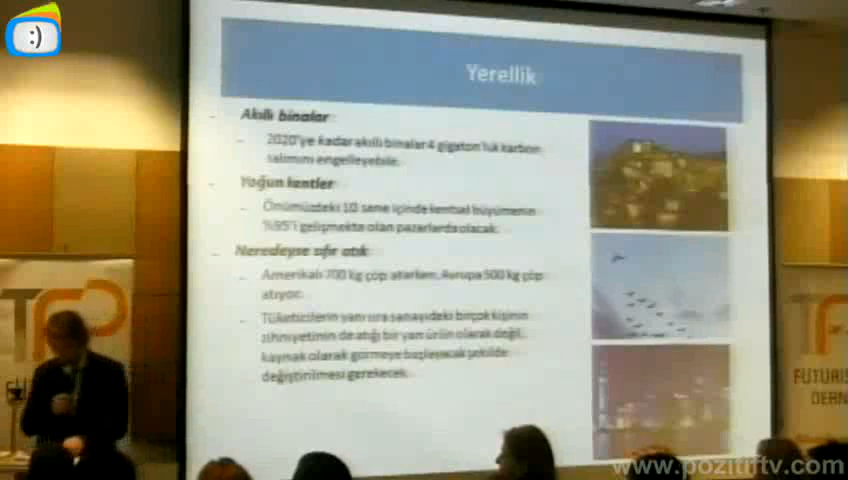 :)
Yerellik
- Akıllı binalar
- 2020'ye kadar akıllı binalar 4 gigaton'luk karbon
salımını engelleyebilir.
- Yoğun kentler
- Önümüzdeki 10 sene içinde kentsel büyümenin
%95'i gelişmekte olan pazarlarda olacak.
- Neredeyse sıfır atık
- Amerikalı 700 kg çöp atarken, Avrupa 500 kg çöp
atıyor.
- Tüketicilerin yanı sıra sanayideki birçok kişinin
zihniyetinin de atığı bir yan ürün olarak değil,
kaynak olarak görmeye başlayacak şekilde
değiştirilmesi gerekecek.
FUTURIS
DERN
www.pozitiftv.com